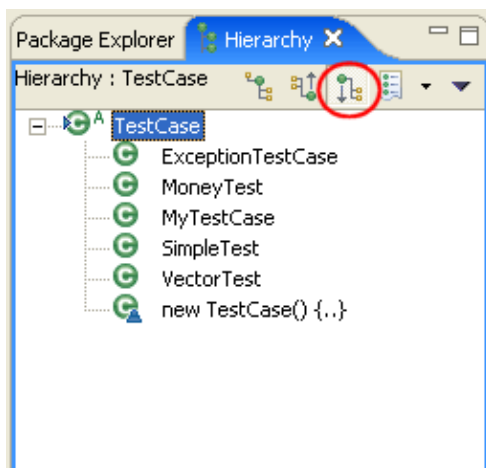 Package Explorer Hierarchy
Hierarchy : TestCase
A TestCase
C ExceptionTestCase
C MoneyTest
C MyTestCase
C SimpleTest
C VectorTest
C new TestCase() {..}